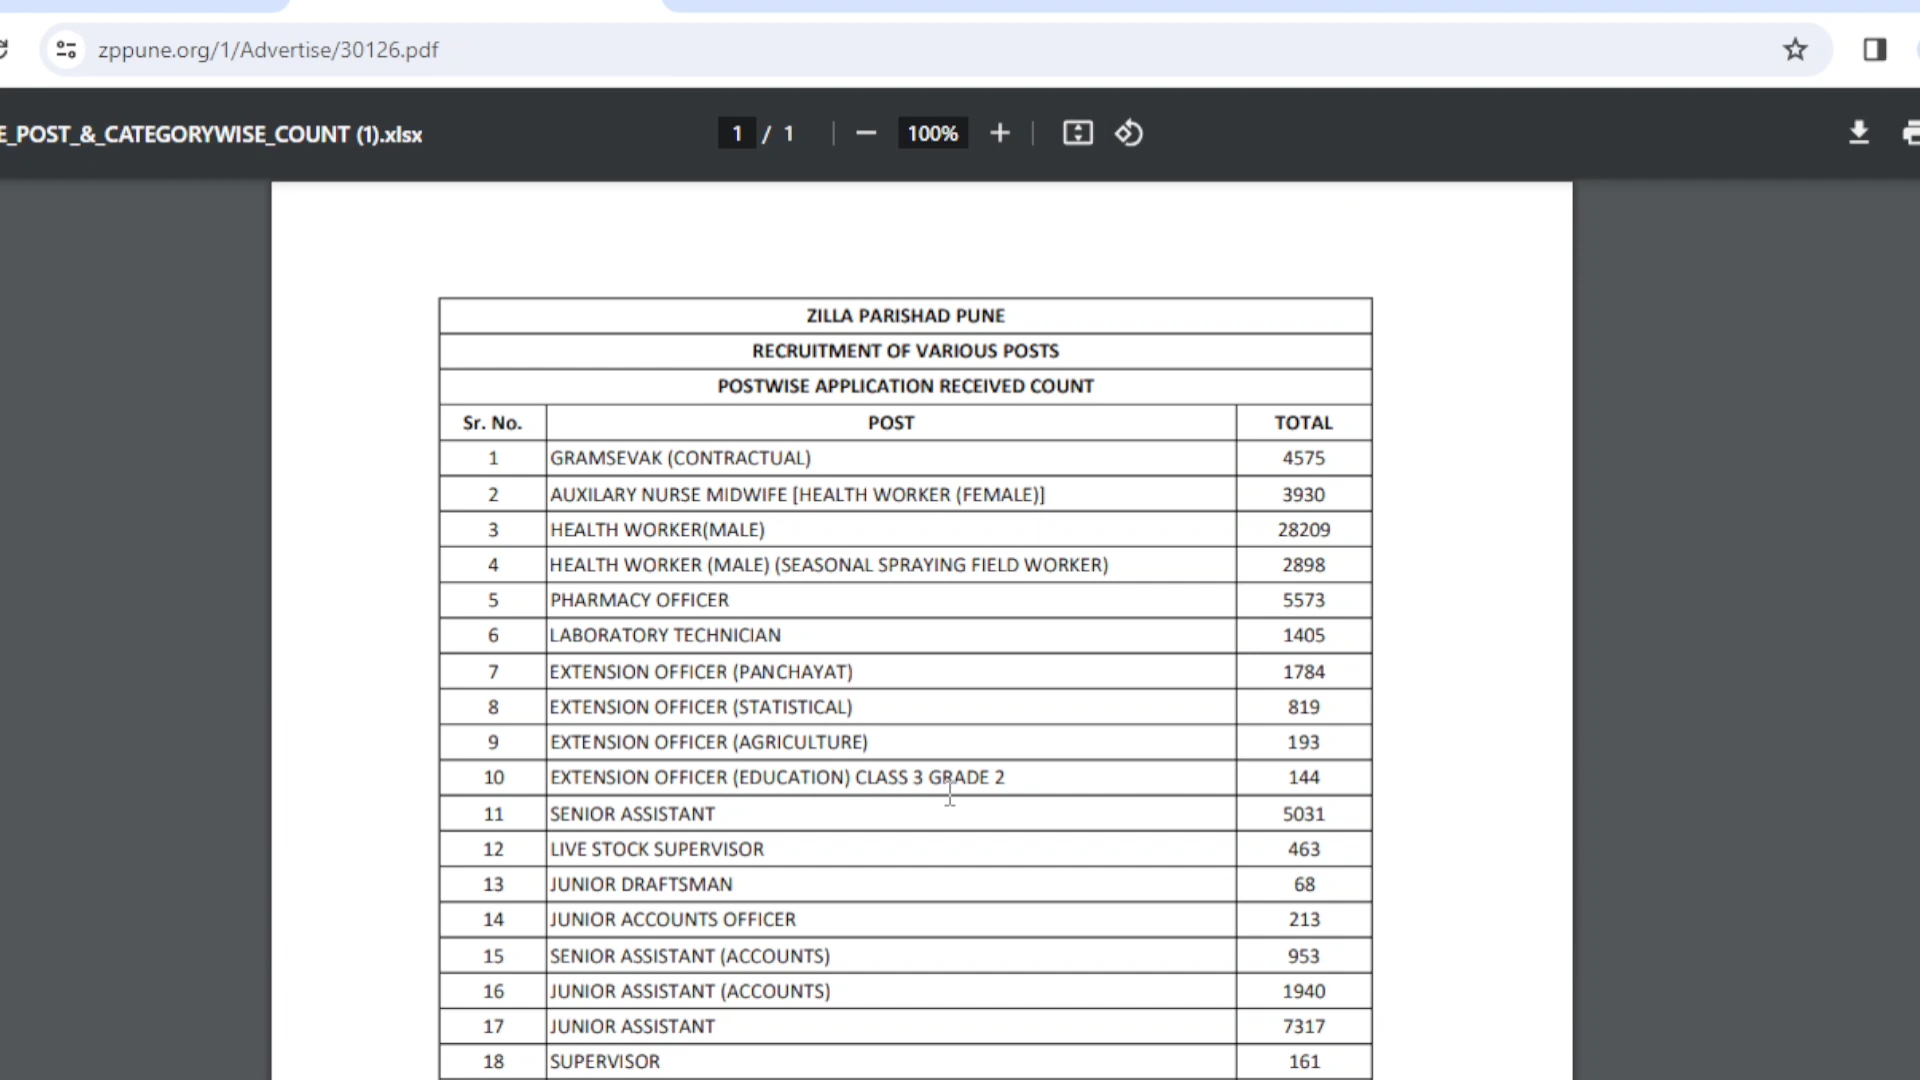 zppune.org/1/Advertise/30126.pdf
E_POST_&_CATEGORYWISE_COUNT (1).xlsx
1 / 1
100%
ZILLA PARISHAD PUNE
RECRUITMENT OF VARIOUS POSTS
POSTWISE APPLICATION RECEIVED COUNT
Sr. No. POST TOTAL
1 GRAMSEVAK (CONTRACTUAL) 4575
2 AUXILARY NURSE MIDWIFE [HEALTH WORKER (FEMALE)] 3930
3 HEALTH WORKER(MALE) 28209
4 HEALTH WORKER (MALE) (SEASONAL SPRAYING FIELD WORKER) 2898
5 PHARMACY OFFICER 5573
6 LABORATORY TECHNICIAN 1405
7 EXTENSION OFFICER (PANCHAYAT) 1784
8 EXTENSION OFFICER (STATISTICAL) 819
9 EXTENSION OFFICER (AGRICULTURE) 193
10 EXTENSION OFFICER (EDUCATION) CLASS 3 GRADE 2 144
11 SENIOR ASSISTANT 5031
12 LIVE STOCK SUPERVISOR 463
13 JUNIOR DRAFTSMAN 68
14 JUNIOR ACCOUNTS OFFICER 213
15 SENIOR ASSISTANT (ACCOUNTS) 953
16 JUNIOR ASSISTANT (ACCOUNTS) 1940
17 JUNIOR ASSISTANT 7317
18 SUPERVISOR 161